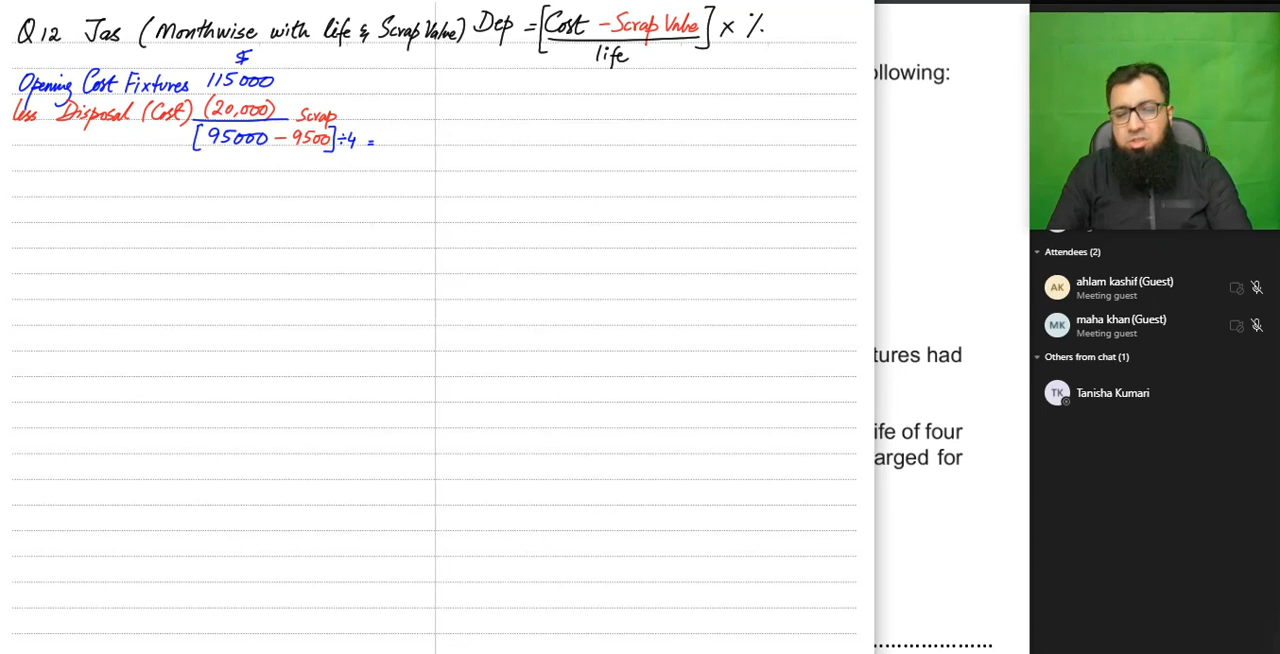 Q12 Jas (Monthwise with life & Scrap Value) Dep = [Cost - Scrap Value / life] × %.
$
Opening Cost Fixtures 115000
less Disposal (Cost) (20,000) Scrap
[95000 - 9500] ÷ 4 =
ollowing:
tures had
ife of four
arged for
Attendees (2)
AK ahlam kashif (Guest)
Meeting guest
MK maha khan (Guest)
Meeting guest
Others from chat (1)
TK Tanisha Kumari